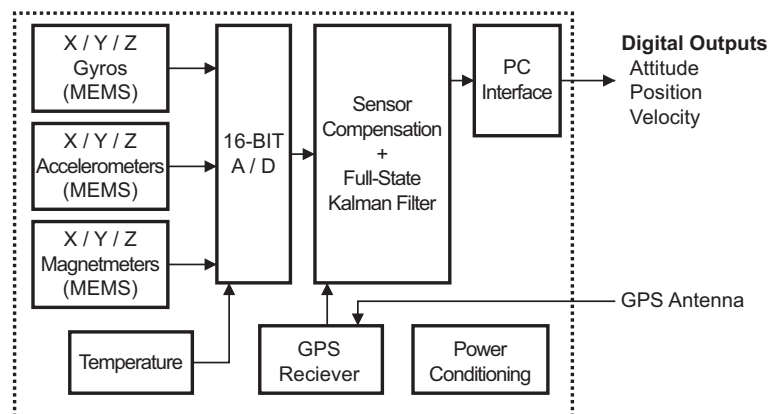 X / Y / Z
Gyros
(MEMS)
X / Y / Z
Accelerometers
(MEMS)
X / Y / Z
Magnetmeters
(MEMS)
Temperature
16-BIT
A / D
Sensor
Compensation
+
Full-State
Kalman Filter
GPS
Reciever
Power
Conditioning
PC
Interface
Digital Outputs
Attitude
Position
Velocity
GPS Antenna